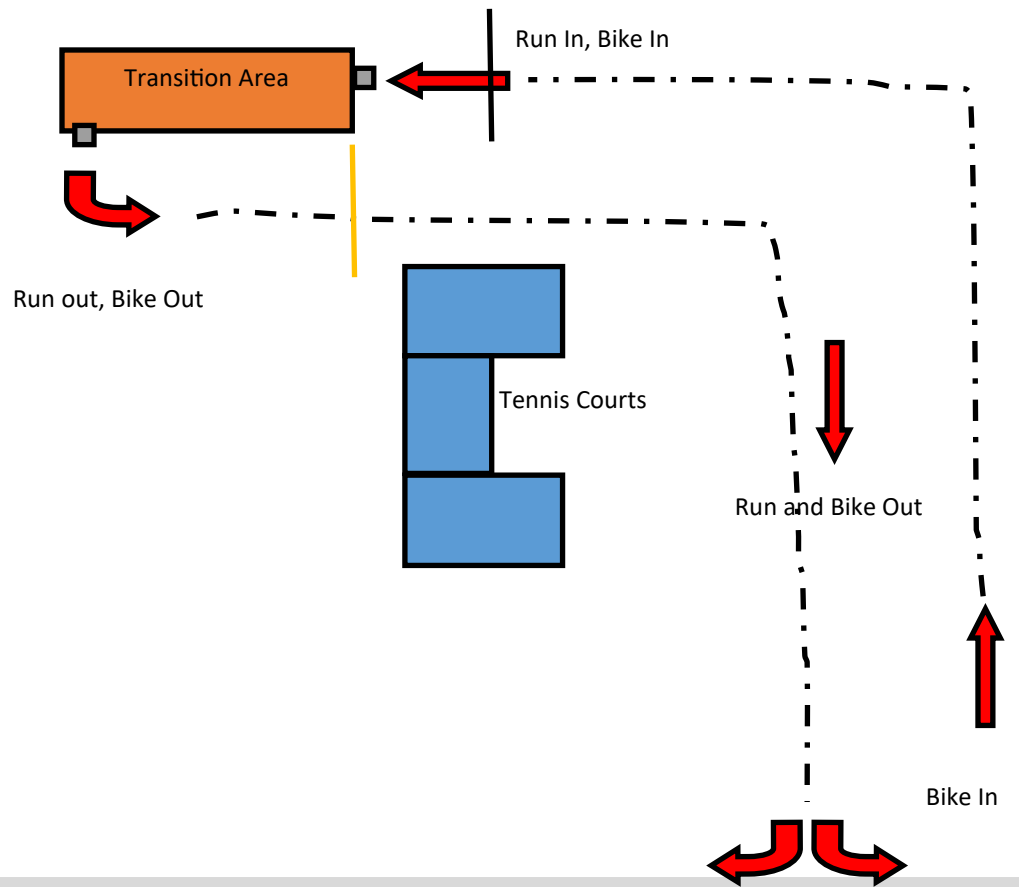 Run In, Bike In
Transition Area
Run out, Bike Out
Tennis Courts
Run and Bike Out
Bike In